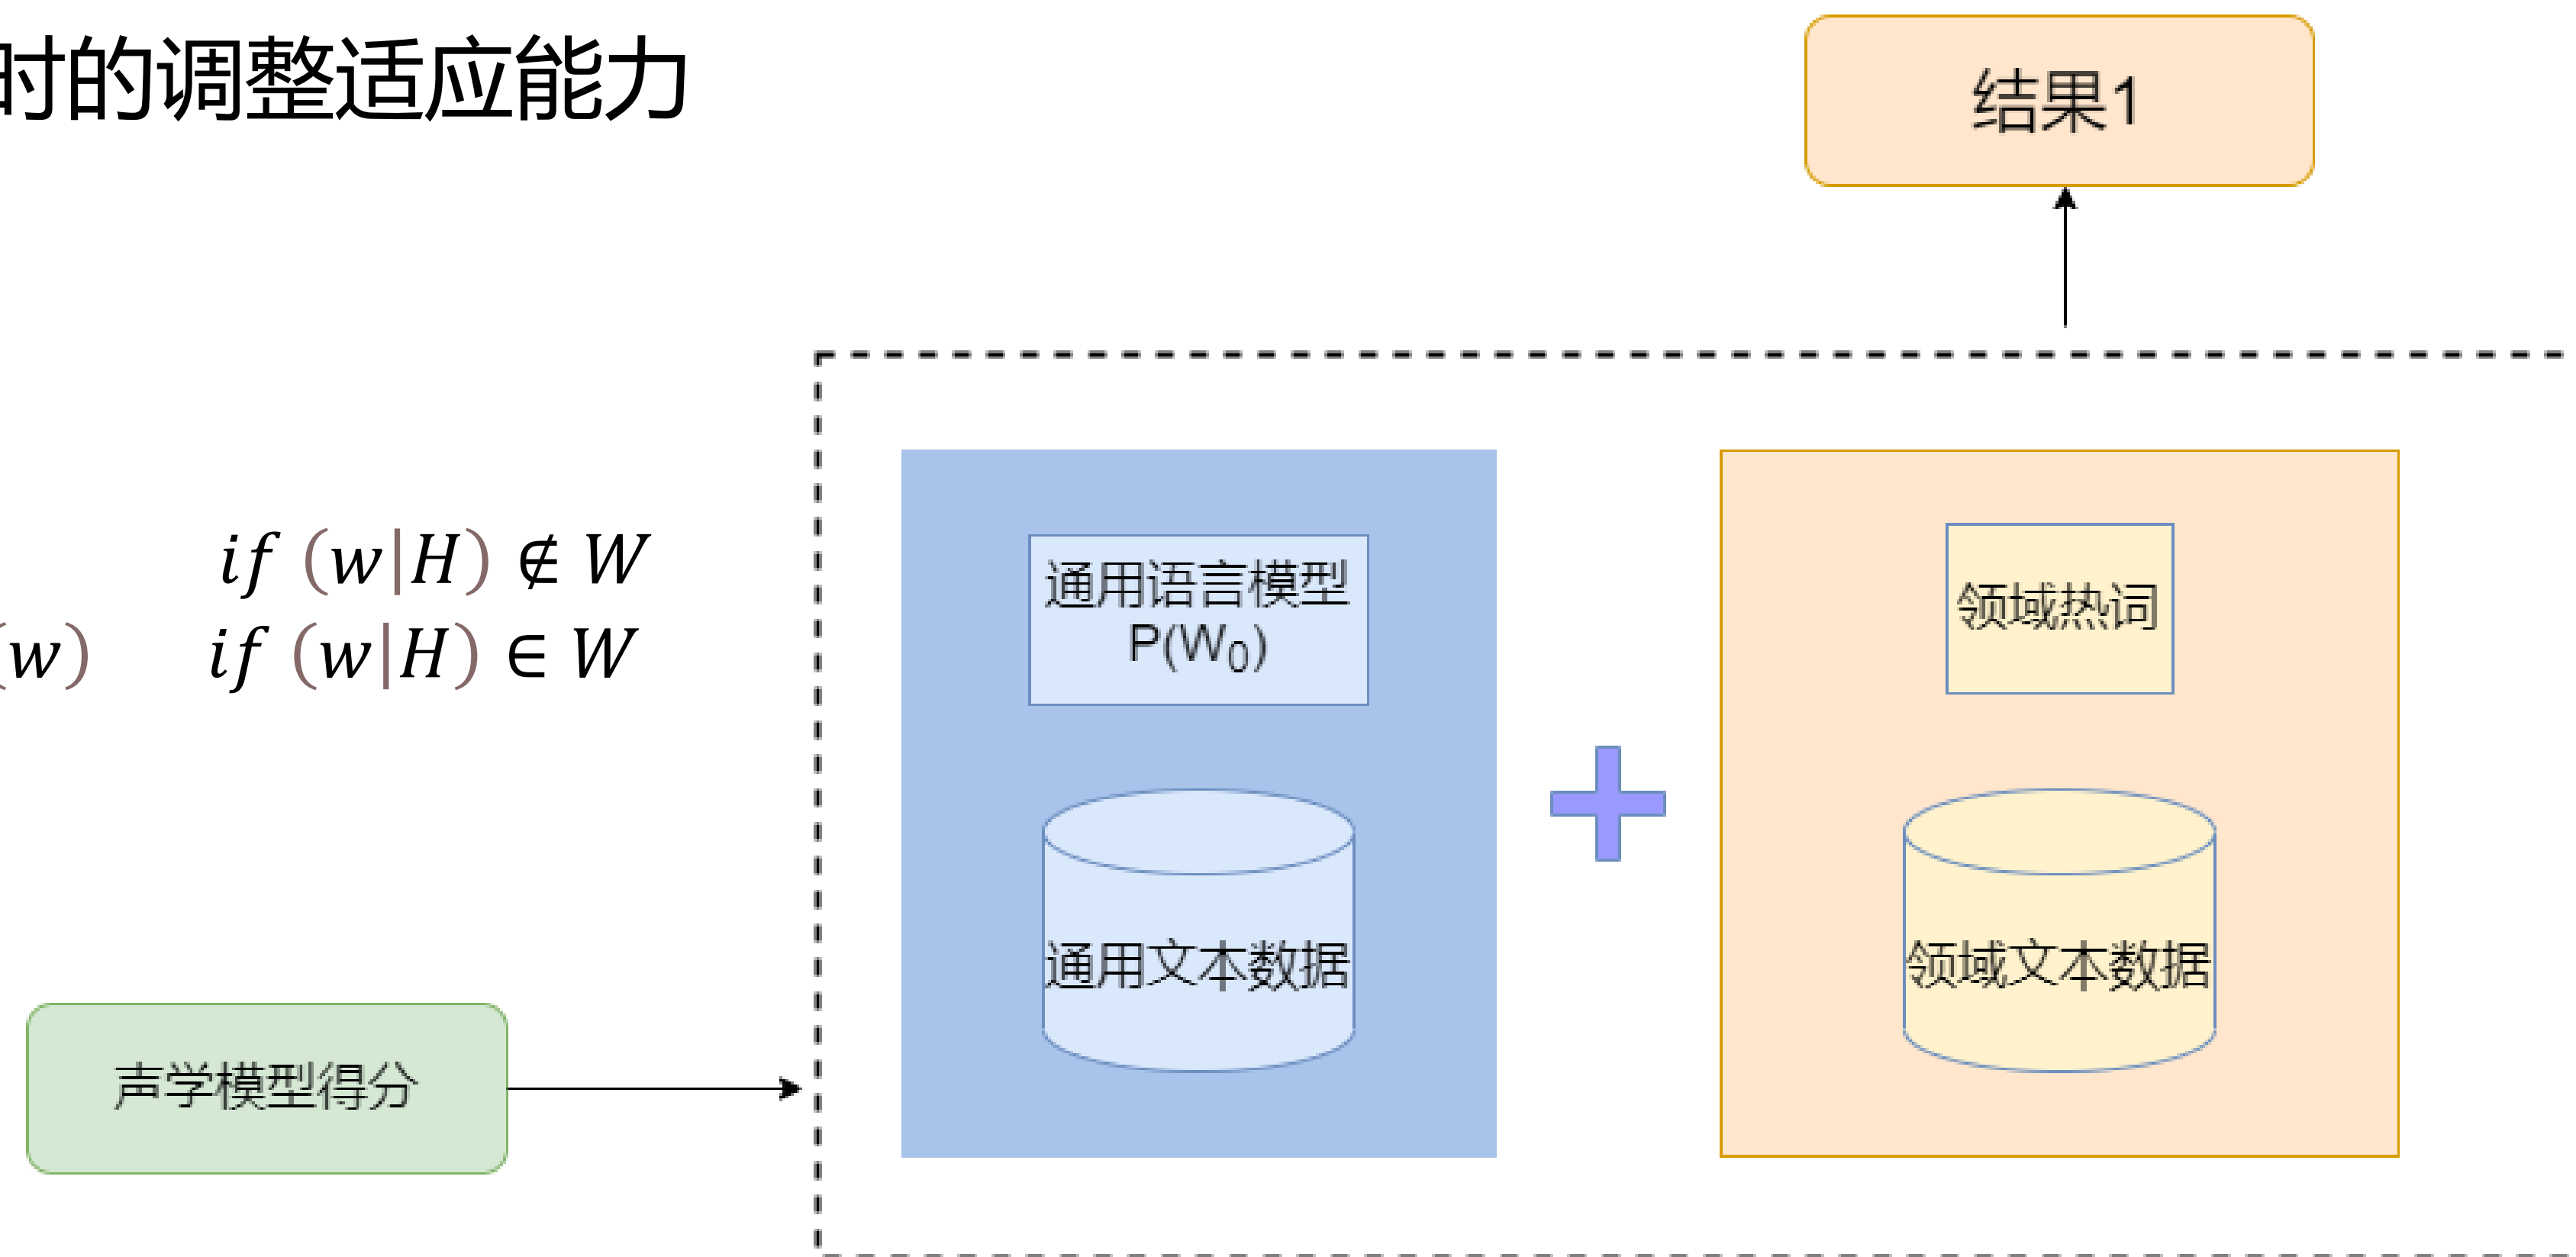 时的调整适应能力
结果1
if (w|H) ∉ W
(w) if (w|H) ∈ W
通用语言模型
P(W₀)
领域热词
通用文本数据
领域文本数据
声学模型得分